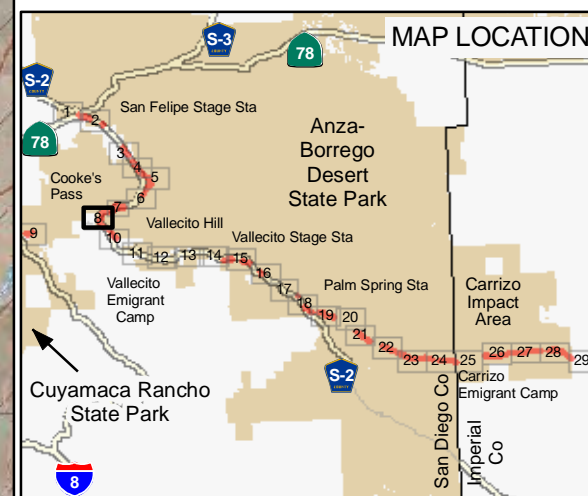 MAP LOCATION
S-3
78
S-2
San Felipe Stage Sta
1
2
78
Anza-
Borrego
Desert
State Park
3
4
5
6
Cooke's
Pass
7
8
Vallecito Hill
9
10
Vallecito Stage Sta
11
12
13
14
15
16
17
18
19
20
21
22
23
24
25
26
27
28
29
Vallecito
Emigrant
Camp
Palm Spring Sta
Carrizo
Impact
Area
S-2
Carrizo
Emigrant Camp
Cuyamaca Rancho
State Park
San Diego Co
Imperial
Co
8